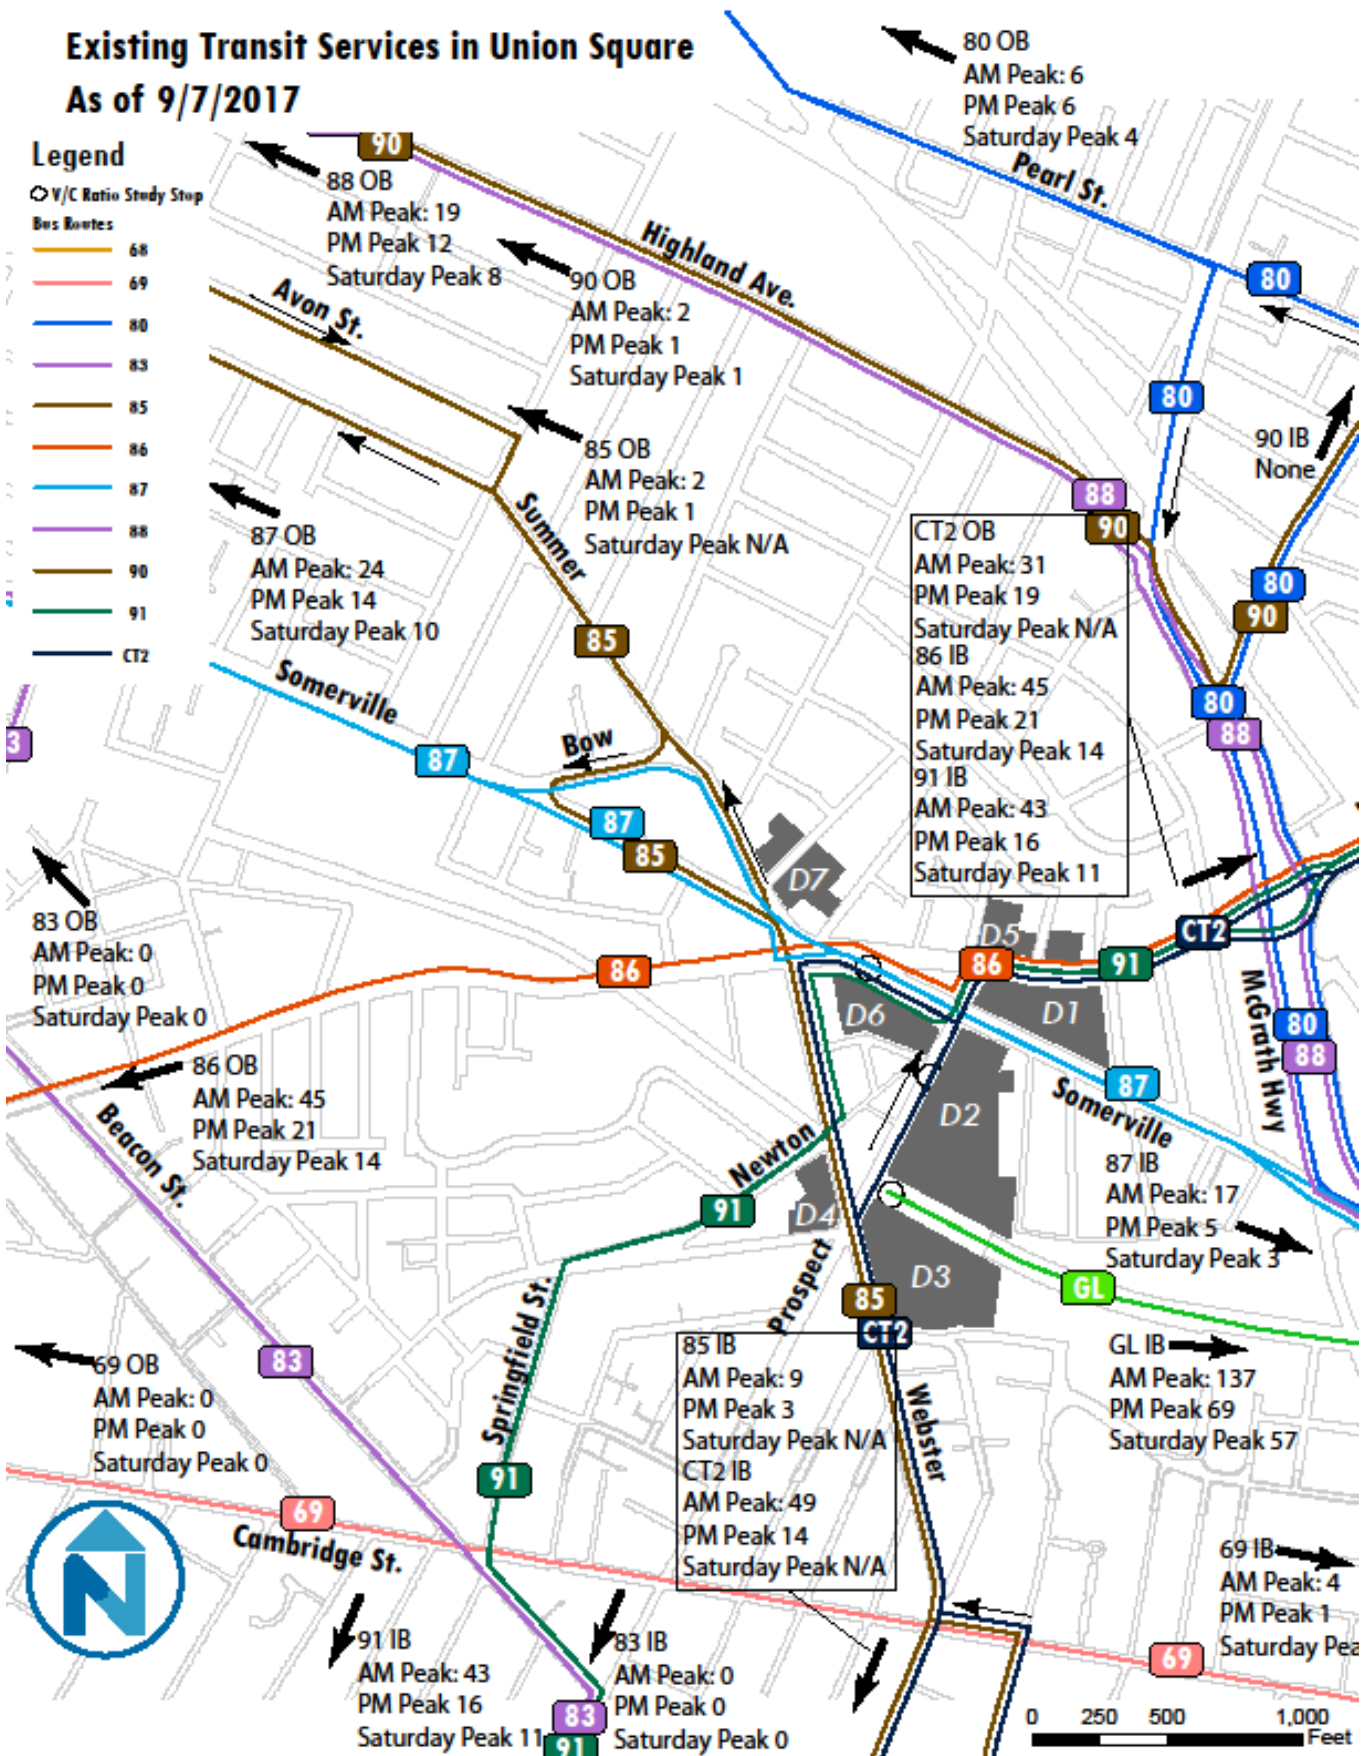 Existing Transit Services in Union Square
As of 9/7/2017
Legend
V/C Ratio Study Stop
Bus Routes
68
69
80
83
85
86
87
88
90
91
CT2
80 OB
AM Peak: 6
PM Peak 6
Saturday Peak 4
Pearl St.
90
88 OB
AM Peak: 19
PM Peak 12
Saturday Peak 8
Highland Ave.
90 OB
AM Peak: 2
PM Peak 1
Saturday Peak 1
80
Avon St.
80
90 IB
None
85 OB
AM Peak: 2
PM Peak 1
Saturday Peak N/A
Summer
88
90
87 OB
AM Peak: 24
PM Peak 14
Saturday Peak 10
CT2 OB
AM Peak: 31
PM Peak 19
Saturday Peak N/A
86 IB
AM Peak: 45
PM Peak 21
Saturday Peak 14
91 IB
AM Peak: 43
PM Peak 16
Saturday Peak 11
80
90
85
Somerville
80
88
3
87
Bow
87
85
D7
83 OB
AM Peak: 0
PM Peak 0
Saturday Peak 0
CT2
D5
86
86
91
D6
D1
McGrath Hwy
80
88
86 OB
AM Peak: 45
PM Peak 21
Saturday Peak 14
Beacon St.
87
Somerville
D2
Newton
87 IB
AM Peak: 17
PM Peak 5
Saturday Peak 3
91
D4
Prospect
D3
GL
85
CT2
Springfield St.
83
85 IB
AM Peak: 9
PM Peak 3
Saturday Peak N/A
CT2 IB
AM Peak: 49
PM Peak 14
Saturday Peak N/A
Webster
GL IB
AM Peak: 137
PM Peak 69
Saturday Peak 57
69 OB
AM Peak: 0
PM Peak 0
Saturday Peak 0
91
69
Cambridge St.
N
69 IB
AM Peak: 4
PM Peak 1
Saturday Pea
69
91 IB
AM Peak: 43
PM Peak 16
Saturday Peak 11
83 IB
AM Peak: 0
PM Peak 0
Saturday Peak 0
83
91
0 250 500 1,000
Feet